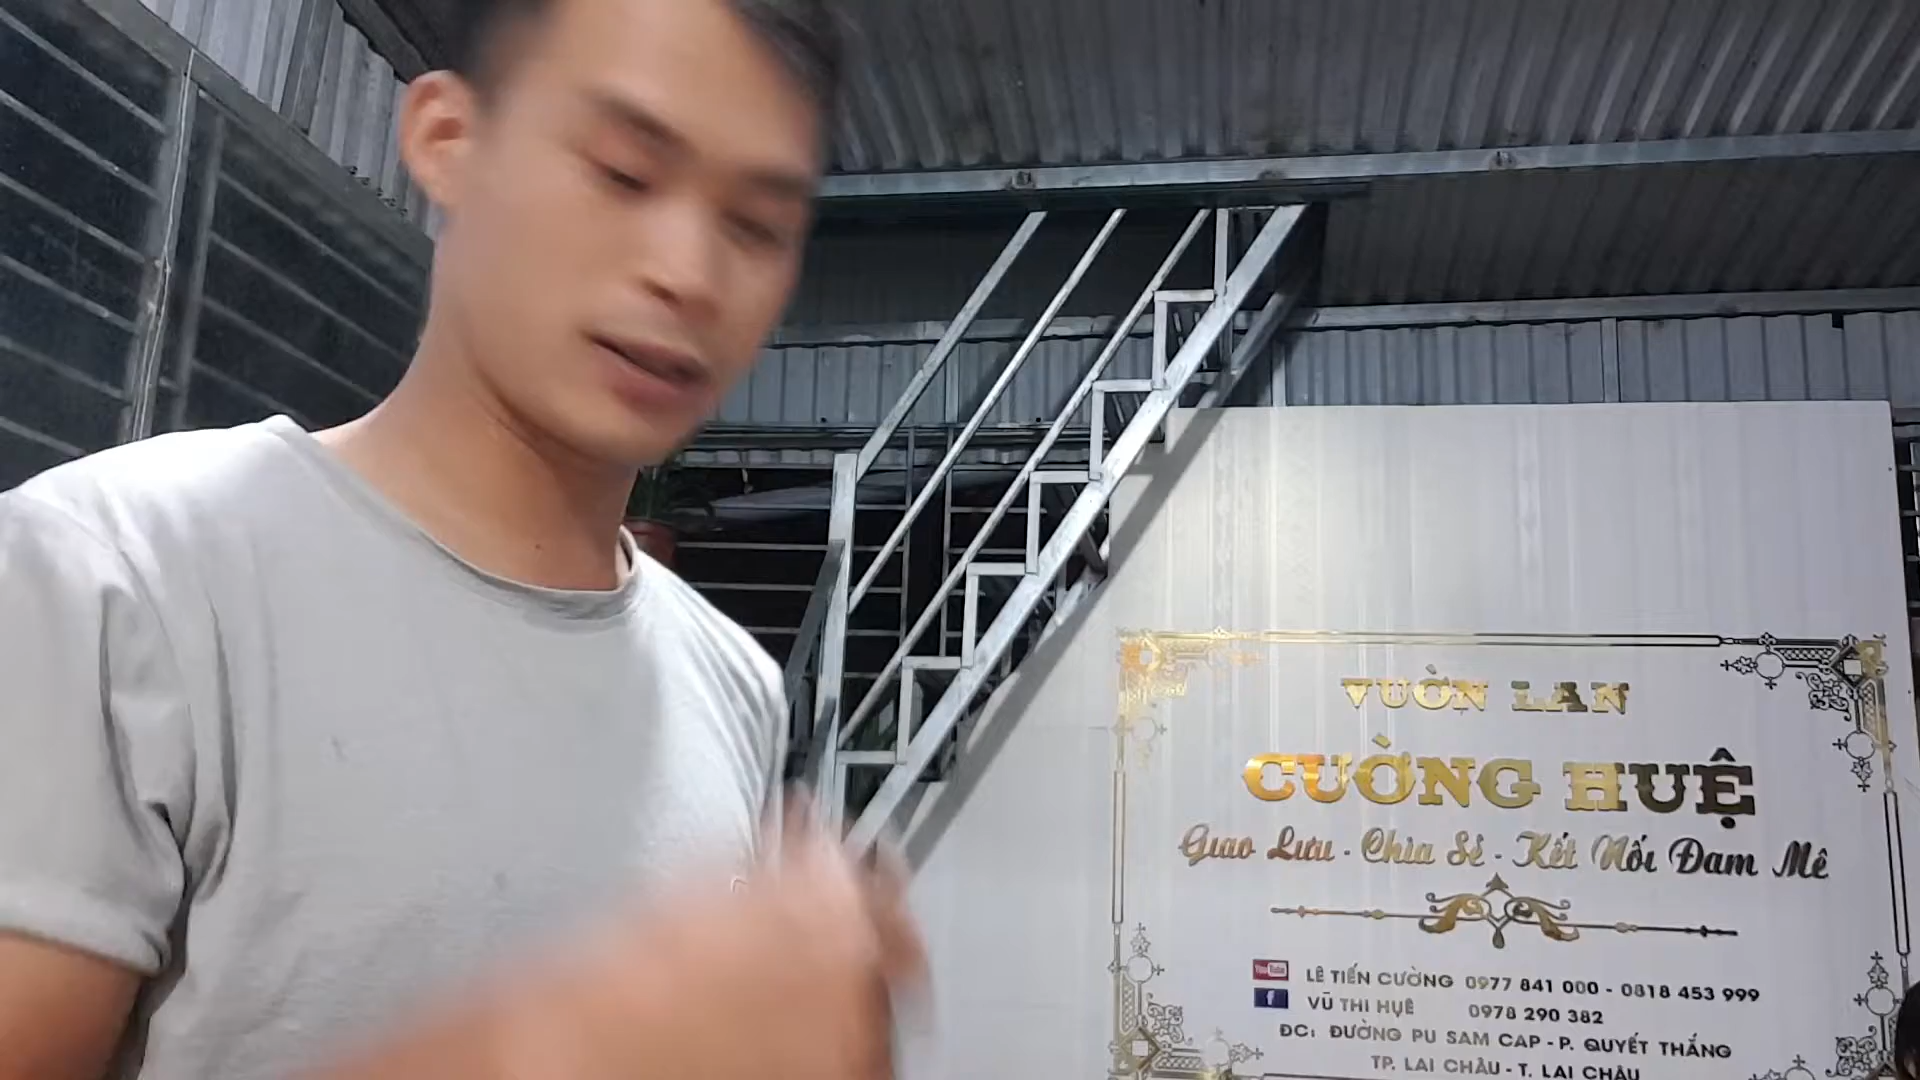 VƯỜN LAN
CƯỜNG HUỆ
Giao Lưu - Chia Sẻ - Kết Nối Đam Mê
YouTube LÊ TIẾN CƯỜNG 0977 841 000 - 0818 453 999
f VŨ THỊ HUỆ 0978 290 382
ĐC: ĐƯỜNG PU SAM CAP - P. QUYẾT THẮNG
TP. LAI CHÂU - T. LAI CHÂU